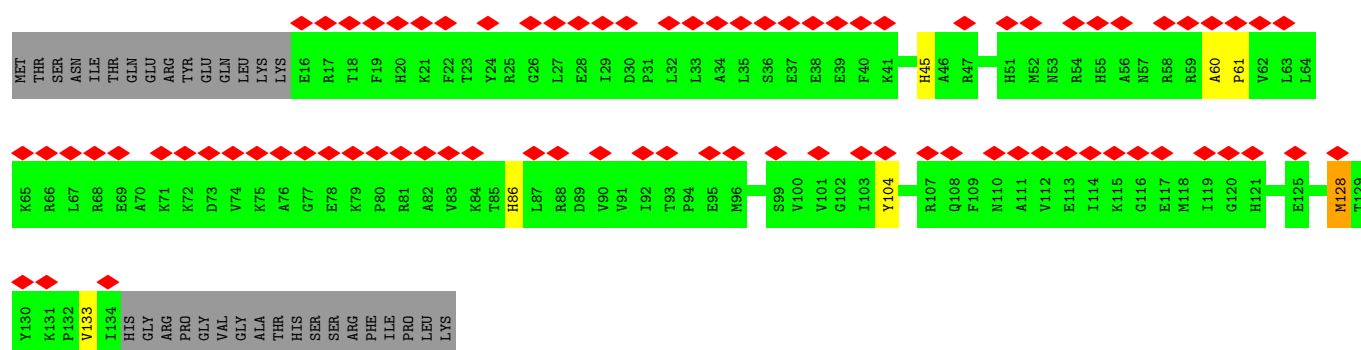 MET THR SER ASN ILE THR GLN GLU ARG TYR GLU GLN LEU LYS LYS E16 R17 T18 F19 H20 K21 F22 T23 Y24 R25 G26 L27 E28 I29 D30 P31 L32 L33 A34 L35 S36 E37 E38 E39 F40 K41 H45 A46 R47 H51 M52 N53 R54 H55 A56 N57 R58 R59 A60 P61 V62 L63 L64
K65 R66 L67 R68 E69 A70 K71 K72 D73 V74 K75 A76 G77 E78 K79 P80 R81 A82 V83 K84 T85 H86 L87 R88 D89 V90 V91 I92 T93 P94 E95 M96 S99 V100 V101 G102 I103 Y104 R107 Q108 F109 N110 A111 V112 E113 I114 K115 G116 E117 M118 I119 G120 H121 E125 M128 T129
Y130 K131 P132 V133 I134 HIS GLY ARG PRO GLY VAL GLY ALA THR HIS SER SER ARG PHE ILE PRO LEU LYS